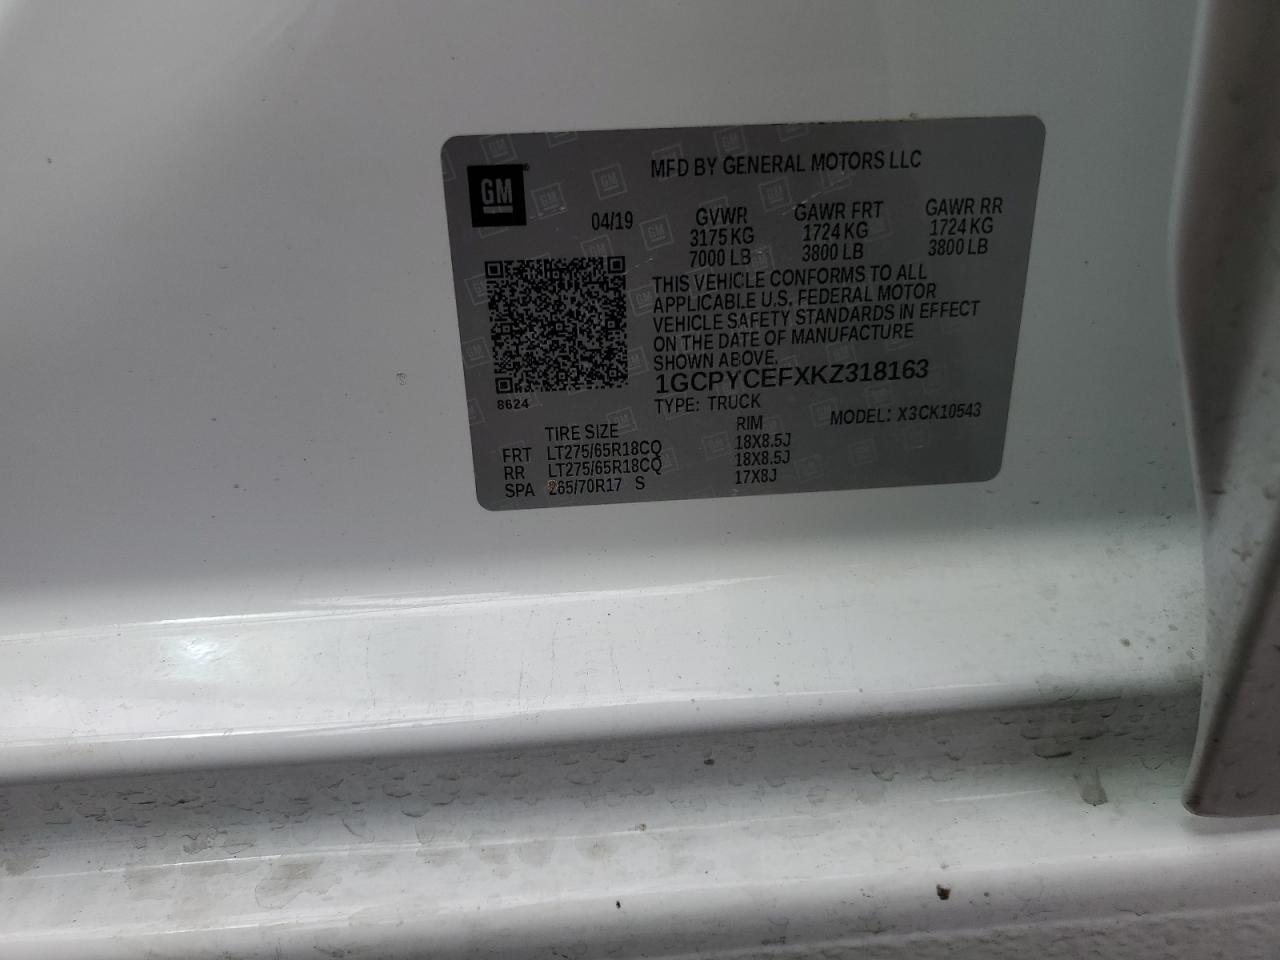 GM
MFD BY GENERAL MOTORS LLC
04/19
GVWR GAWR FRT GAWR RR
3175 KG 1724 KG 1724 KG
7000 LB 3800 LB 3800 LB
THIS VEHICLE CONFORMS TO ALL
APPLICABLE U.S. FEDERAL MOTOR
VEHICLE SAFETY STANDARDS IN EFFECT
ON THE DATE OF MANUFACTURE
SHOWN ABOVE.
1GCPYCEFXKZ318163
8624
TYPE: TRUCK MODEL: X3CK10543
TIRE SIZE RIM
FRT LT275/65R18CQ 18X8.5J
RR LT275/65R18CQ 18X8.5J
SPA 265/70R17 S 17X8J